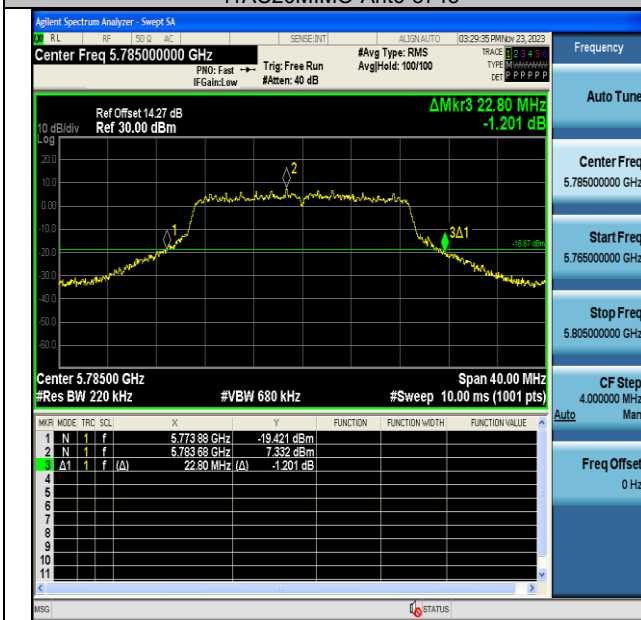 11AC20MIMO-Ant6-5745
Agilent Spectrum Analyzer - Swept SA
RL RF 50 Ω AC SENSE:INT ALIGN AUTO 03:29:35 PM Nov 23, 2023
Center Freq 5.785000000 GHz
PNO: Fast
IFGain:Low
Trig: Free Run
#Atten: 40 dB
#Avg Type: RMS
Avg|Hold: 100/100
TRACE 1 2 3 4 5 6
TYPE M
DET P P P P P P
Frequency
Auto Tune
Center Freq
5.785000000 GHz
Start Freq
5.765000000 GHz
Stop Freq
5.805000000 GHz
CF Step
4.000000 MHz
Auto Man
Freq Offset
0 Hz
Ref Offset 14.27 dB
10 dB/div Ref 30.00 dBm
Log
ΔMkr3 22.80 MHz
-1.201 dB
20.0
10.0
0.00
-10.0
-20.0
-30.0
-40.0
-50.0
-60.0
1
2
3Δ1
-18.67 dBm
Center 5.78500 GHz Span 40.00 MHz
#Res BW 220 kHz #VBW 680 kHz #Sweep 10.00 ms (1001 pts)
MKR MODE TRC SCL X Y FUNCTION FUNCTION WIDTH FUNCTION VALUE
1 N 1 f 5.773 88 GHz -19.421 dBm
2 N 1 f 5.783 68 GHz 7.332 dBm
3 Δ1 1 f (Δ) 22.80 MHz (Δ) -1.201 dB
4
5
6
7
8
9
10
11
MSG STATUS